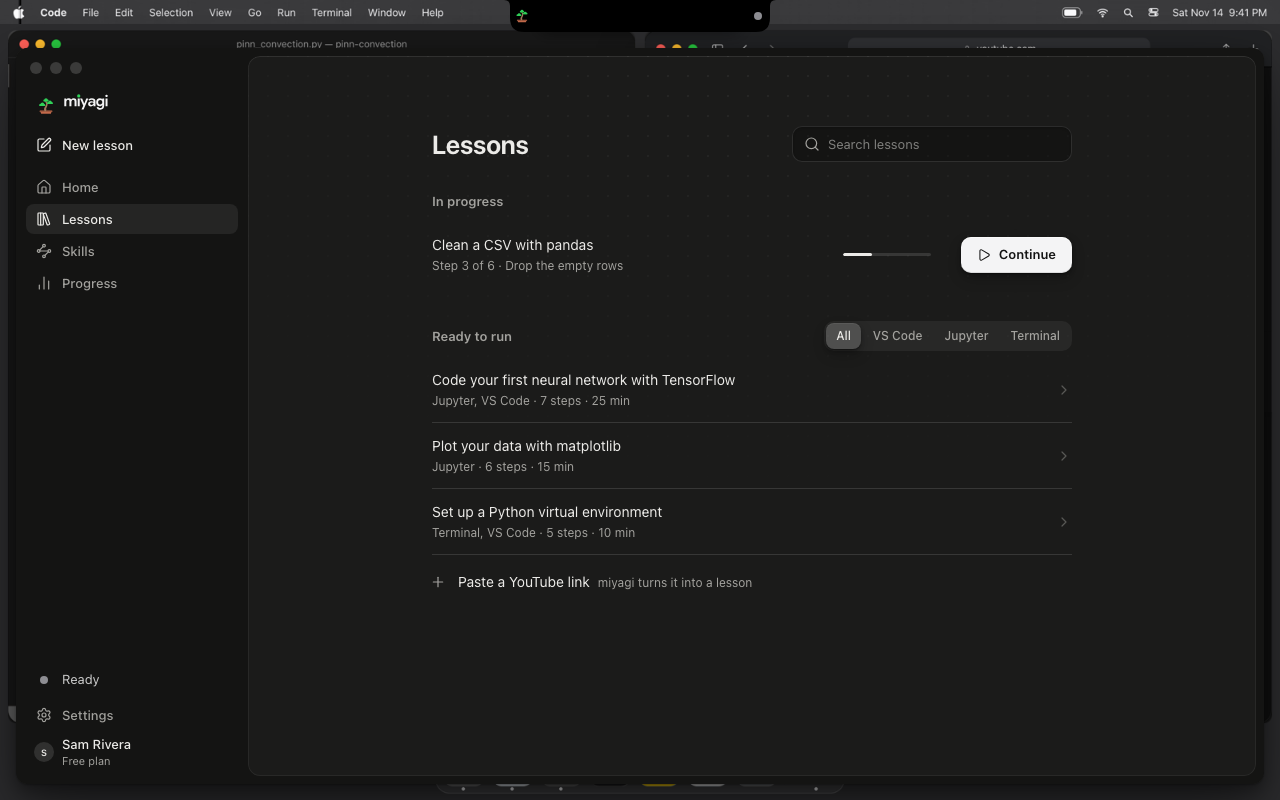 Code File Edit Selection View Go Run Terminal Window Help
Sat Nov 14 9:41 PM
pinn_convection.py — pinn-convection
miyagi
New lesson
Home
Lessons
Skills
Progress
Ready
Settings
S
Sam Rivera
Free plan
Lessons
Search lessons
In progress
Clean a CSV with pandas
Step 3 of 6 · Drop the empty rows
Continue
Ready to run
All VS Code Jupyter Terminal
Code your first neural network with TensorFlow
Jupyter, VS Code · 7 steps · 25 min
Plot your data with matplotlib
Jupyter · 6 steps · 15 min
Set up a Python virtual environment
Terminal, VS Code · 5 steps · 10 min
Paste a YouTube link miyagi turns it into a lesson